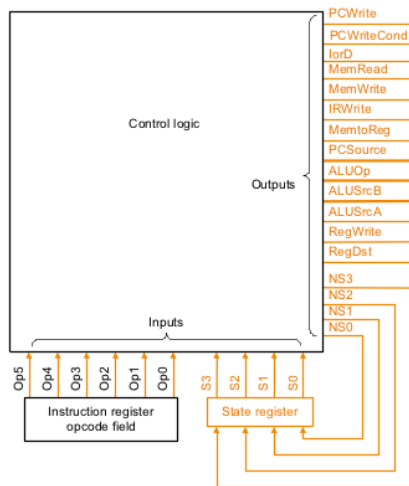 PCWrite
PCWriteCond
IorD
MemRead
MemWrite
IRWrite
MemtoReg
PCSource
ALUOp
ALUSrcB
ALUSrcA
RegWrite
RegDst
NS3
NS2
NS1
NS0
Control logic
Outputs
Inputs
Op5
Op4
Op3
Op2
Op1
Op0
S3
S2
S1
S0
Instruction register
opcode field
State register